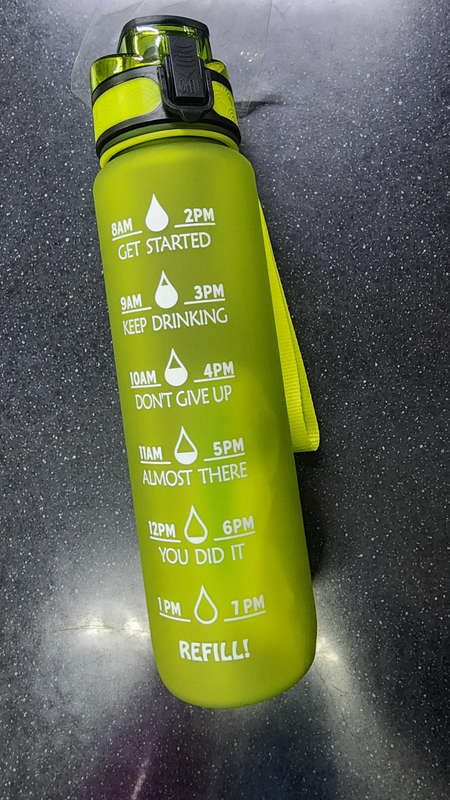 8AM 2PM
GET STARTED
9AM 3PM
KEEP DRINKING
10AM 4PM
DON'T GIVE UP
11AM 5PM
ALMOST THERE
12PM 6PM
YOU DID IT
1PM 7PM
REFILL!